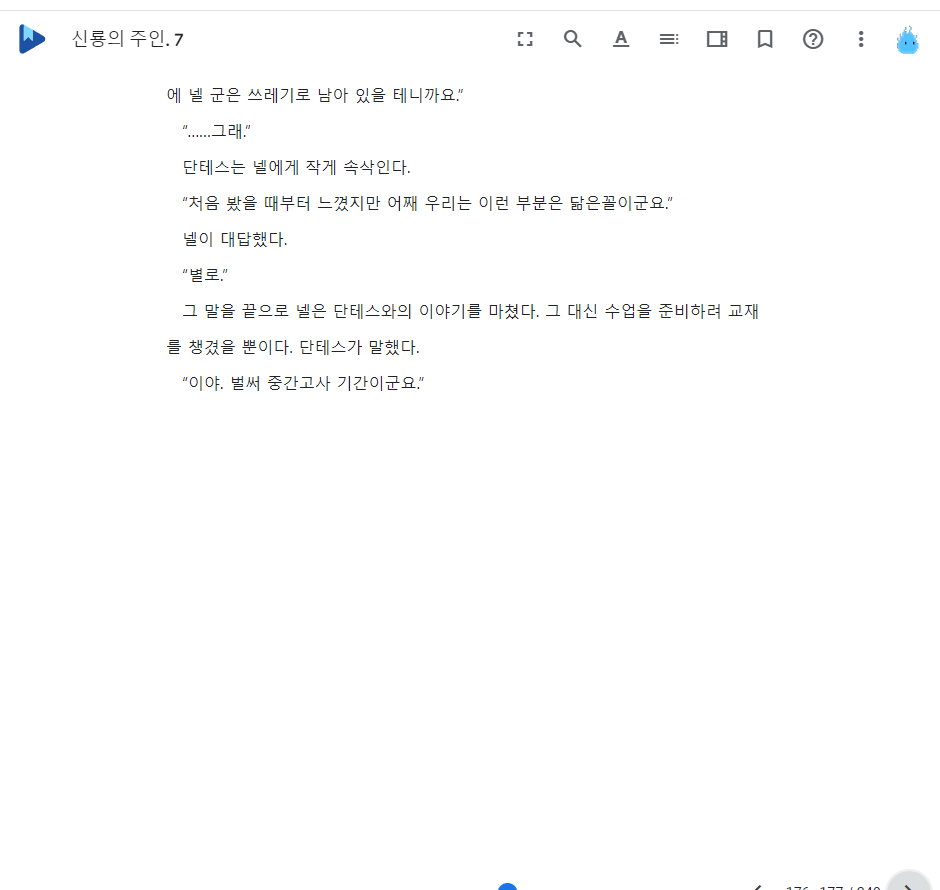 신룡의 주인. 7
에 넬 군은 쓰레기로 남아 있을 테니까요.”
“……그래.”
단테스는 넬에게 작게 속삭인다.
“처음 봤을 때부터 느꼈지만 어째 우리는 이런 부분은 닮은꼴이군요.”
넬이 대답했다.
“별로.”
그 말을 끝으로 넬은 단테스와의 이야기를 마쳤다. 그 대신 수업을 준비하려 교재
를 챙겼을 뿐이다. 단테스가 말했다.
“이야. 벌써 중간고사 기간이군요.”